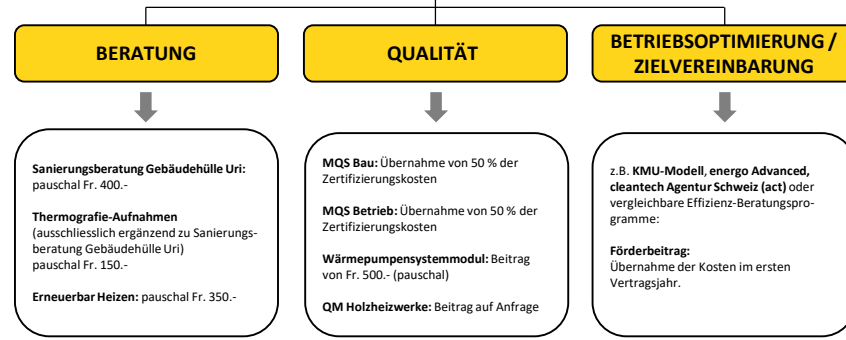 BERATUNG
Sanierungsberatung Gebäudehülle Uri:
pauschal Fr. 400.-
Thermografie-Aufnahmen
(ausschliesslich ergänzend zu Sanierungs-
beratung Gebäudehülle Uri)
pauschal Fr. 150.-
Erneuerbar Heizen: pauschal Fr. 350.-
QUALITÄT
MQS Bau: Übernahme von 50 % der
Zertifizierungskosten
MQS Betrieb: Übernahme von 50 % der
Zertifizierungskosten
Wärmepumpensystemmodul: Beitrag
von Fr. 500.- (pauschal)
QM Holzheizwerke: Beitrag auf Anfrage
BETRIEBSOPTIMIERUNG /
ZIELVEREINBARUNG
z.B. KMU-Modell, energo Advanced,
cleantech Agentur Schweiz (act) oder
vergleichbare Effizienz-Beratungspro-
gramme:
Förderbeitrag:
Übernahme der Kosten im ersten
Vertragsjahr.